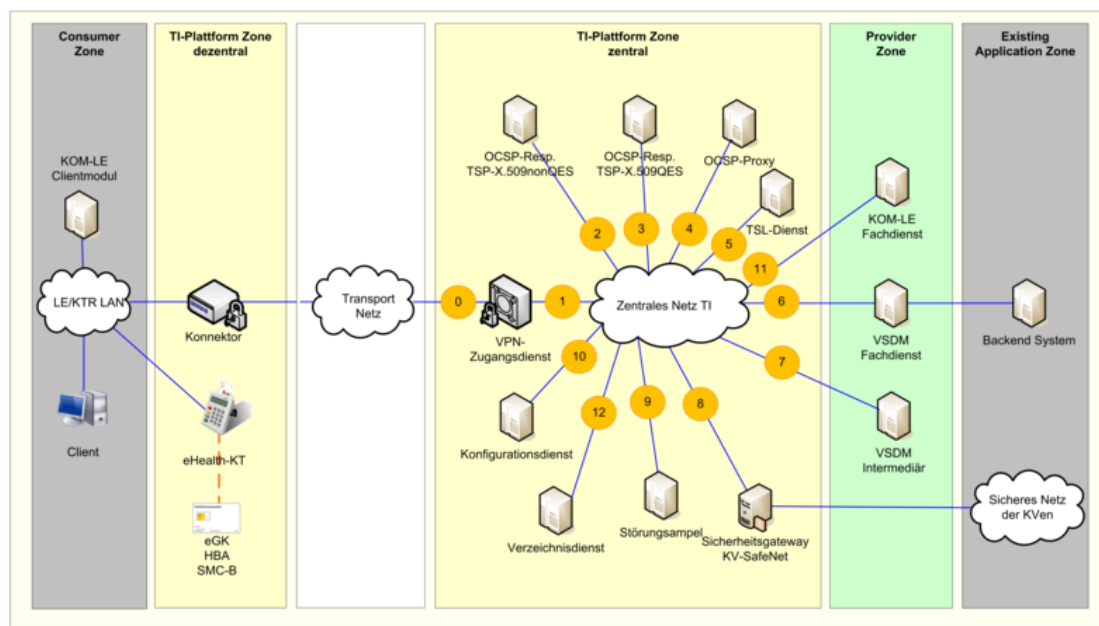 Consumer
Zone
TI-Plattform Zone
dezentral
TI-Plattform Zone
zentral
Provider
Zone
Existing
Application Zone
KOM-LE
Clientmodul
LE/KTR LAN
Client
Konnektor
eHealth-KT
eGK
HBA
SMC-B
Transport
Netz
0
VPN-
Zugangsdienst
1
OCSP-Resp.
TSP-X.509nonQES
2
OCSP-Resp.
TSP-X.509QES
3
OCSP-Proxy
4
TSL-Dienst
5
Zentrales Netz TI
11
6
7
10
12
9
8
Konfigurationsdienst
Verzeichnisdienst
Störungsampel
Sicherheitsgateway
KV-SafeNet
KOM-LE
Fachdienst
VSDM
Fachdienst
VSDM
Intermediär
Backend System
Sicheres Netz
der KVen